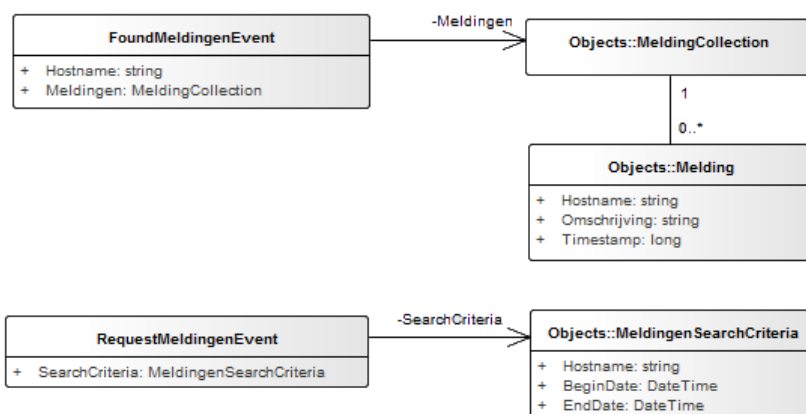 FoundMeldingenEvent
+ Hostname: string
+ Meldingen: MeldingCollection
-Meldingen
Objects::MeldingCollection
1
0..*
Objects::Melding
+ Hostname: string
+ Omschrijving: string
+ Timestamp: long
RequestMeldingenEvent
+ SearchCriteria: MeldingenSearchCriteria
-SearchCriteria
Objects::MeldingenSearchCriteria
+ Hostname: string
+ BeginDate: DateTime
+ EndDate: DateTime